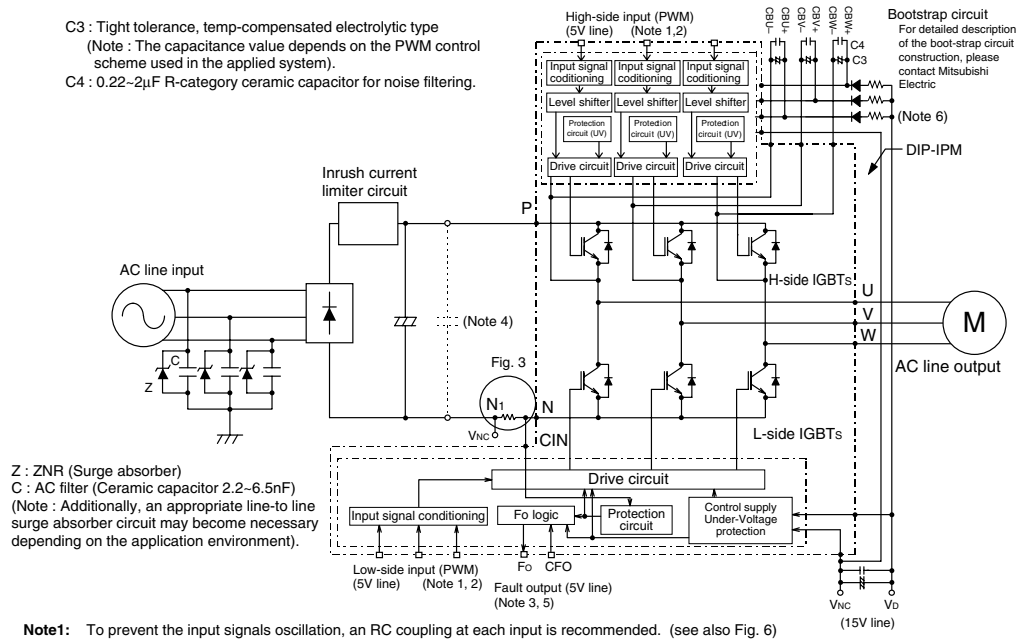 C3 : Tight tolerance, temp-compensated electrolytic type
(Note : The capacitance value depends on the PWM control
scheme used in the applied system).
C4 : 0.22~2μF R-category ceramic capacitor for noise filtering.
High-side input (PWM)
(5V line) (Note 1,2)
CBU–
CBU+
CBV–
CBV+
CBW–
CBW+
C4
C3
Bootstrap circuit
For detailed description
of the boot-strap circuit
construction, please
contact Mitsubishi
Electric
(Note 6)
DIP-IPM
Input signal coditioning
Input signal coditioning
Input signal coditioning
Level shifter
Level shifter
Level shifter
Protection circuit (UV)
Protection circuit (UV)
Protection circuit (UV)
Drive circuit
Drive circuit
Drive circuit
Inrush current
limiter circuit
P
AC line input
H-side IGBTS
U
V
W
M
AC line output
(Note 4)
C
Z
Fig. 3
N1
N
VNC
CIN
L-side IGBTS
Z : ZNR (Surge absorber)
C : AC filter (Ceramic capacitor 2.2~6.5nF)
(Note : Additionally, an appropriate line-to line
surge absorber circuit may become necessary
depending on the application environment).
Drive circuit
Input signal conditioning
Fo logic
Protection
circuit
Control supply
Under-Voltage
protection
Low-side input (PWM)
(5V line) (Note 1, 2)
FO
CFO
Fault output (5V line)
(Note 3, 5)
VNC
VD
(15V line)
Note1: To prevent the input signals oscillation, an RC coupling at each input is recommended. (see also Fig. 6)